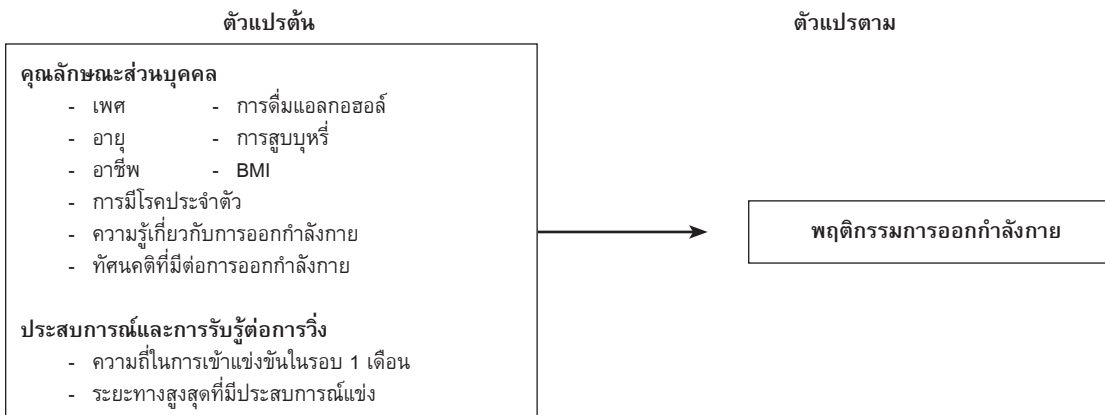 ตัวแปรต้น
ตัวแปรตาม
คุณลักษณะส่วนบุคคล
- เพศ - การดื่มแอลกอฮอล์
- อายุ - การสูบบุหรี่
- อาชีพ - BMI
- การมีโรคประจำตัว
- ความรู้เกี่ยวกับการออกกำลังกาย
- ทัศนคติที่มีต่อการออกกำลังกาย
ประสบการณ์และการรับรู้ต่อการวิ่ง
- ความถี่ในการเข้าแข่งขันในรอบ 1 เดือน
- ระยะทางสูงสุดที่มีประสบการณ์แข่ง
พฤติกรรมการออกกำลังกาย